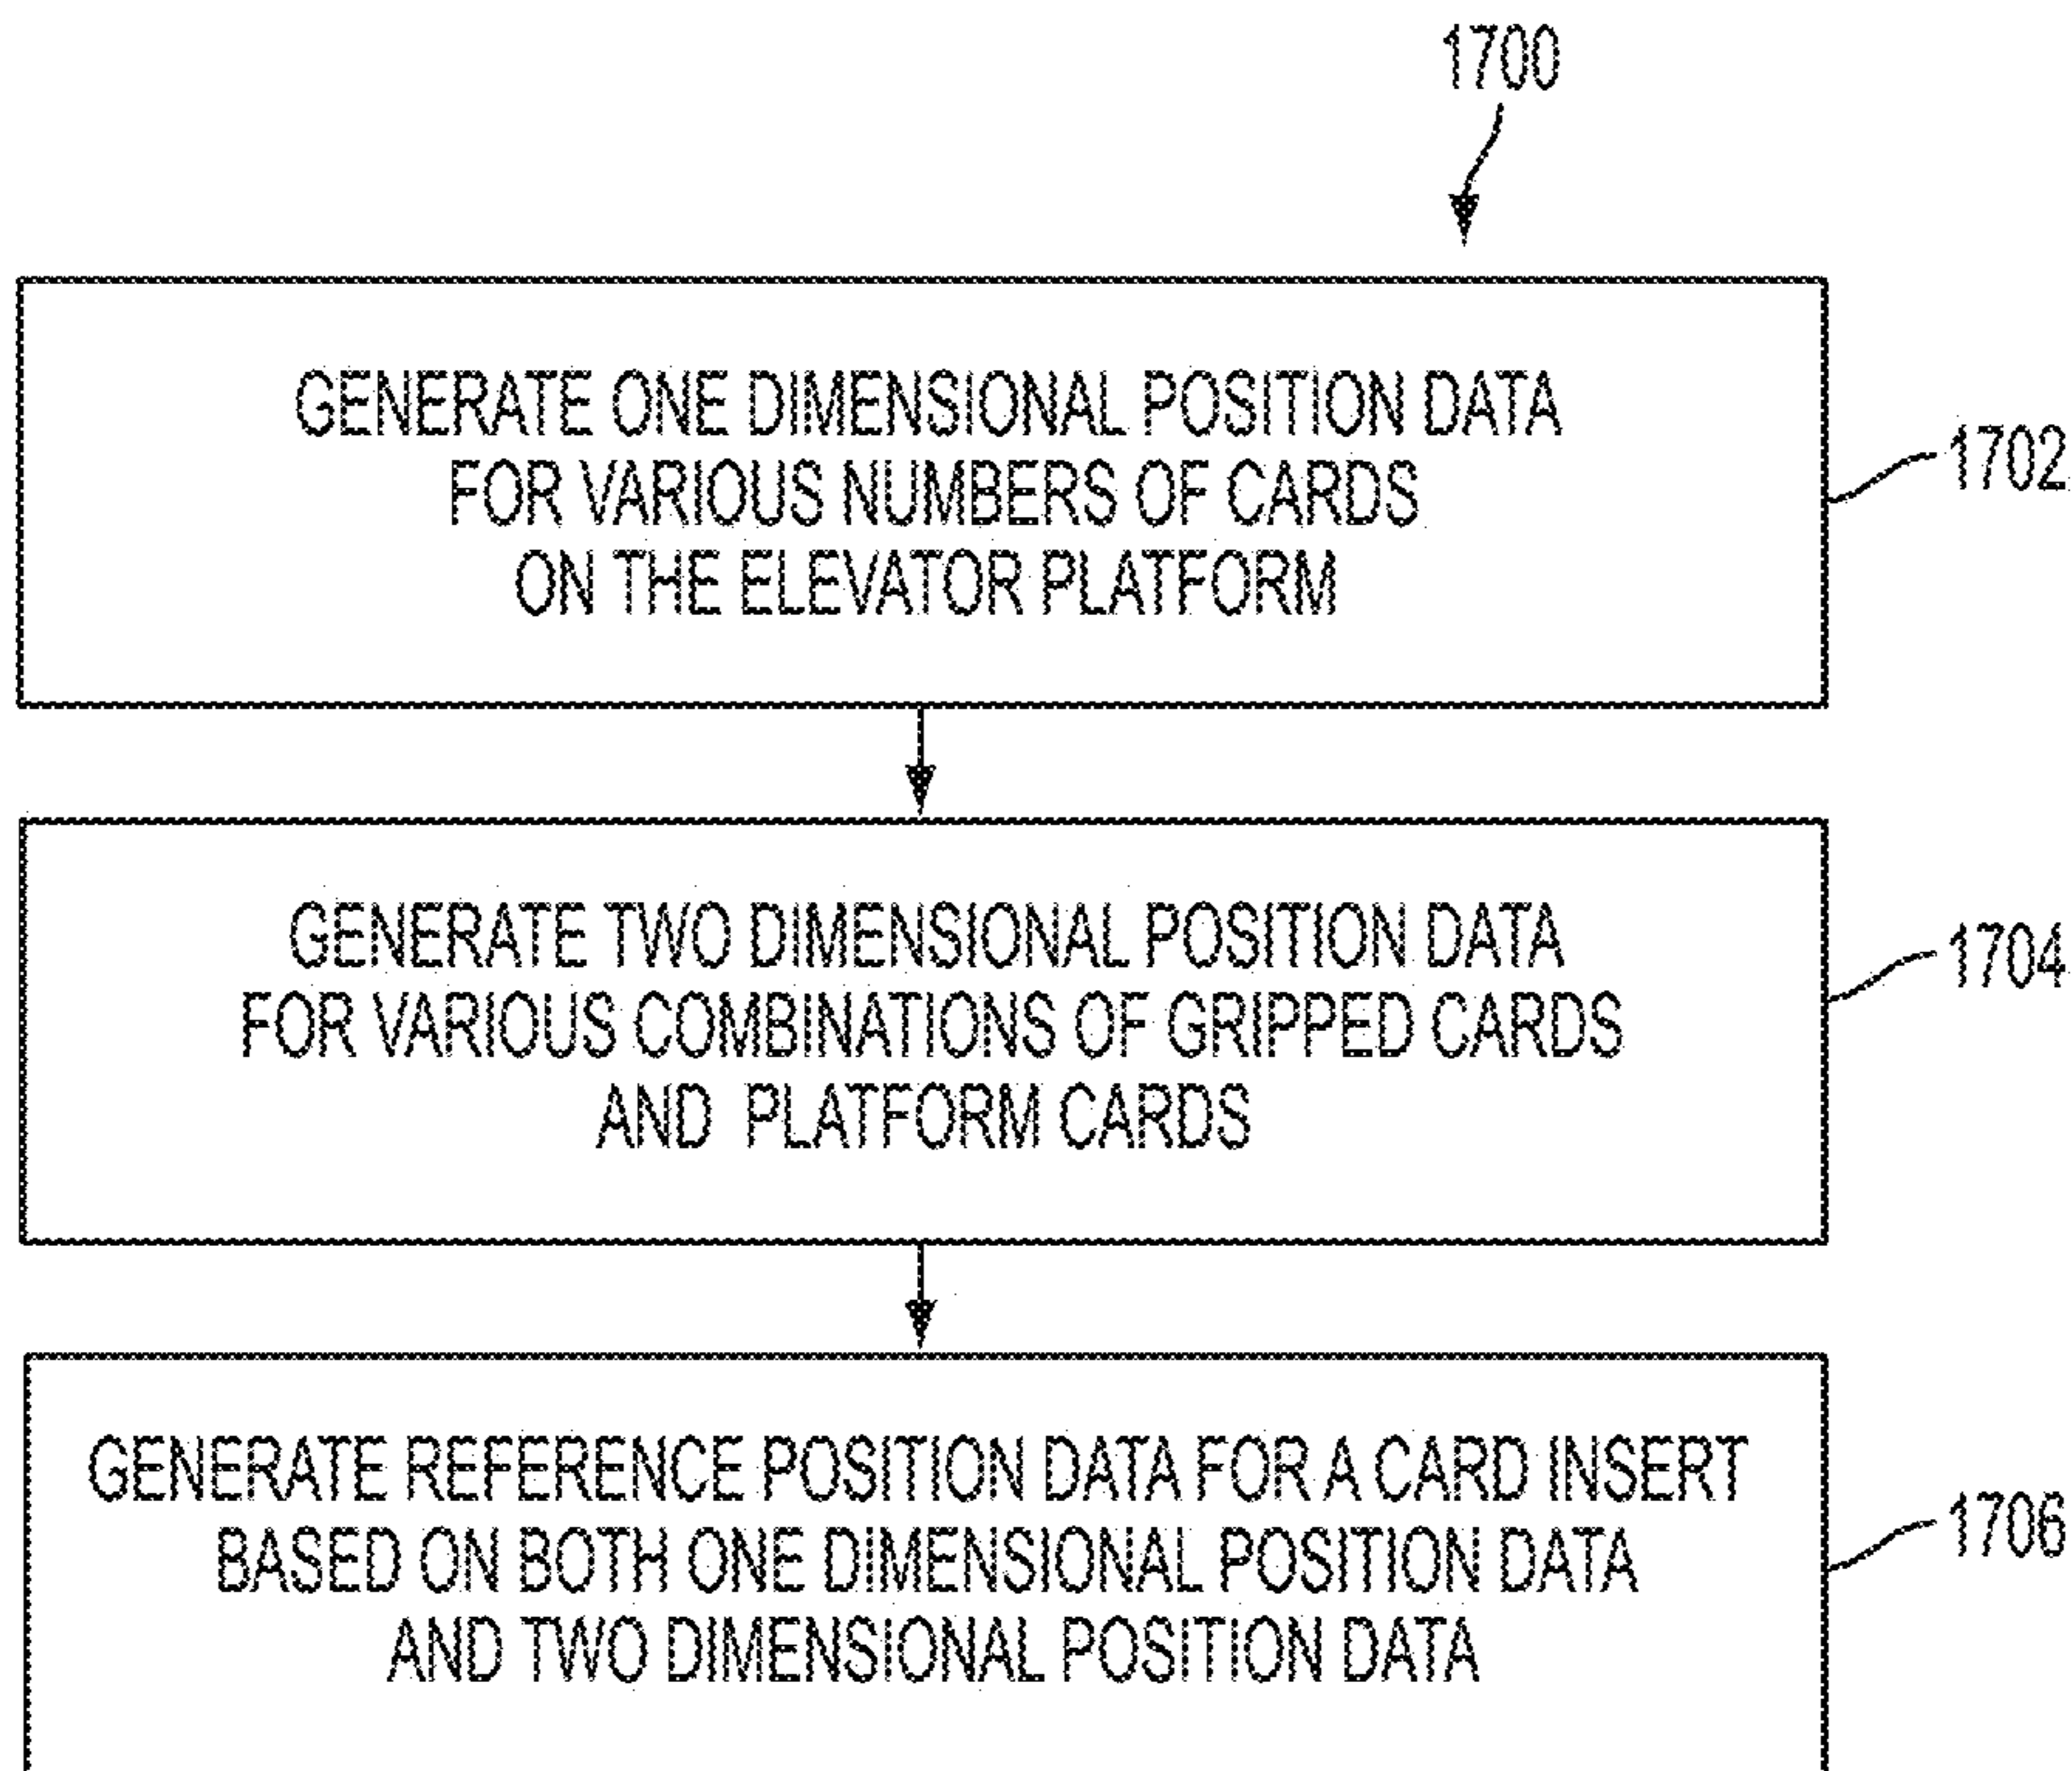 1700
GENERATE ONE DIMENSIONAL POSITION DATA
FOR VARIOUS NUMBERS OF CARDS
ON THE ELEVATOR PLATFORM
1702
GENERATE TWO DIMENSIONAL POSITION DATA
FOR VARIOUS COMBINATIONS OF GRIPPED CARDS
AND PLATFORM CARDS
1704
GENERATE REFERENCE POSITION DATA FOR A CARD INSERT
BASED ON BOTH ONE DIMENSIONAL POSITION DATA
AND TWO DIMENSIONAL POSITION DATA
1706